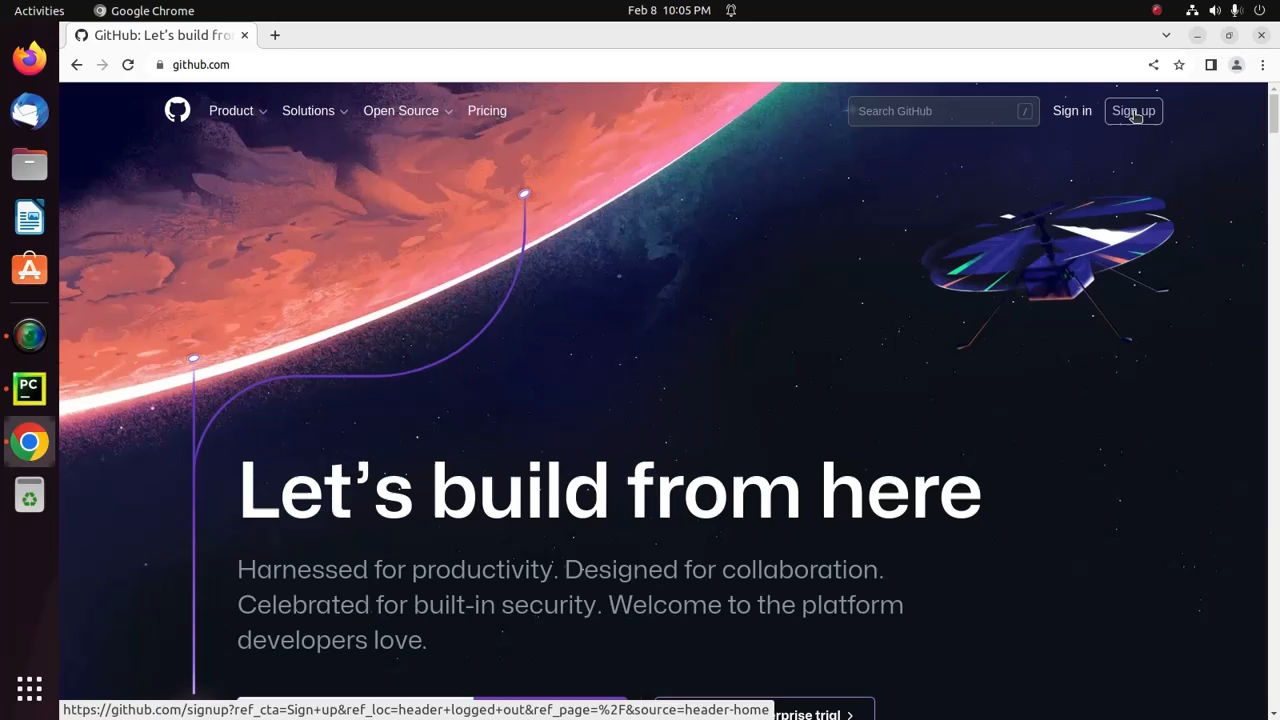 Activities Google Chrome Feb 8 10:05 PM
GitHub: Let's build fro
github.com
Product Solutions Open Source Pricing Search GitHub / Sign in Sign up
Let's build from here
Harnessed for productivity. Designed for collaboration.
Celebrated for built-in security. Welcome to the platform
developers love.
PC
rprise trial
https://github.com/signup?ref_cta=Sign+up&ref_loc=header+logged+out&ref_page=%2F&source=header-home